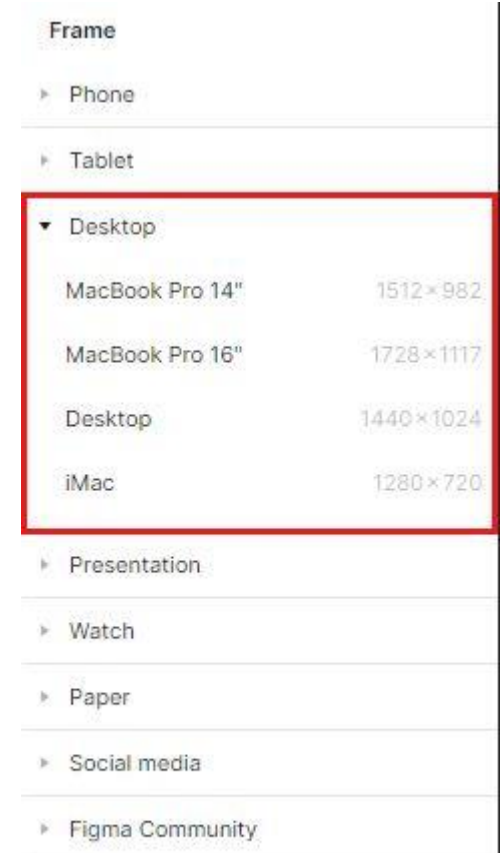 Frame
Phone
Tablet
Desktop
MacBook Pro 14" 1512×982
MacBook Pro 16" 1728×1117
Desktop 1440×1024
iMac 1280×720
Presentation
Watch
Paper
Social media
Figma Community